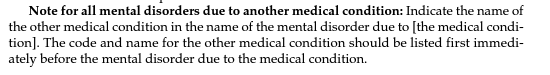 Note for all mental disorders due to another medical condition: Indicate the name of
the other medical condition in the name of the mental disorder due to [the medical condi-
tion]. The code and name for the other medical condition should be listed first immedi-
ately before the mental disorder due to the medical condition.